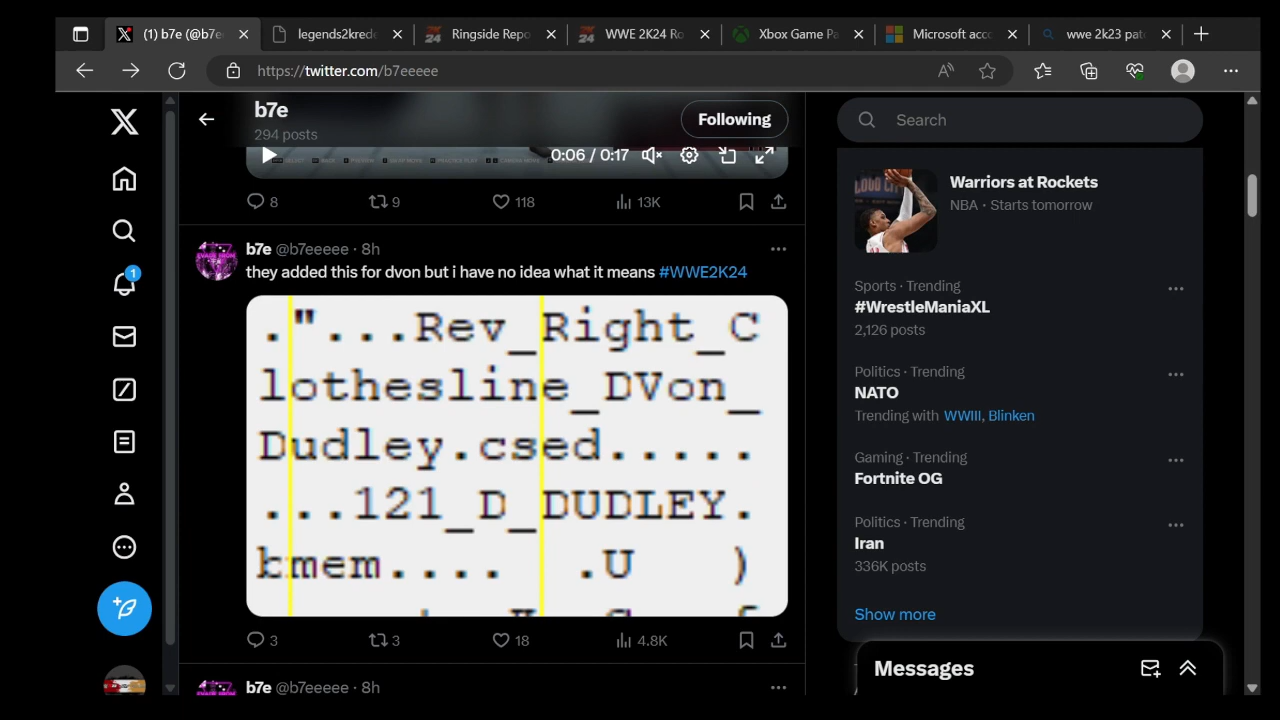 (1) b7e (@b7e
legends2krede
Ringside Repo
WWE 2K24 Ro
Xbox Game Pa
Microsoft acco
wwe 2k23 pat
https://twitter.com/b7eeeee
b7e
294 posts
Following
Search
0:06 / 0:17
8
9
118
13K
b7e @b7eeeee · 8h
they added this for dvon but i have no idea what it means #WWE2K24
."...Rev_Right_C
lothesline_DVon_
Dudley.csed.....
...121_D_DUDLEY.
bmem.... .U )
3
3
18
4.8K
b7e @b7eeeee · 8h
Warriors at Rockets
NBA · Starts tomorrow
Sports · Trending
#WrestleManiaXL
2,126 posts
Politics · Trending
NATO
Trending with WWIII, Blinken
Gaming · Trending
Fortnite OG
Politics · Trending
Iran
336K posts
Show more
Messages
1